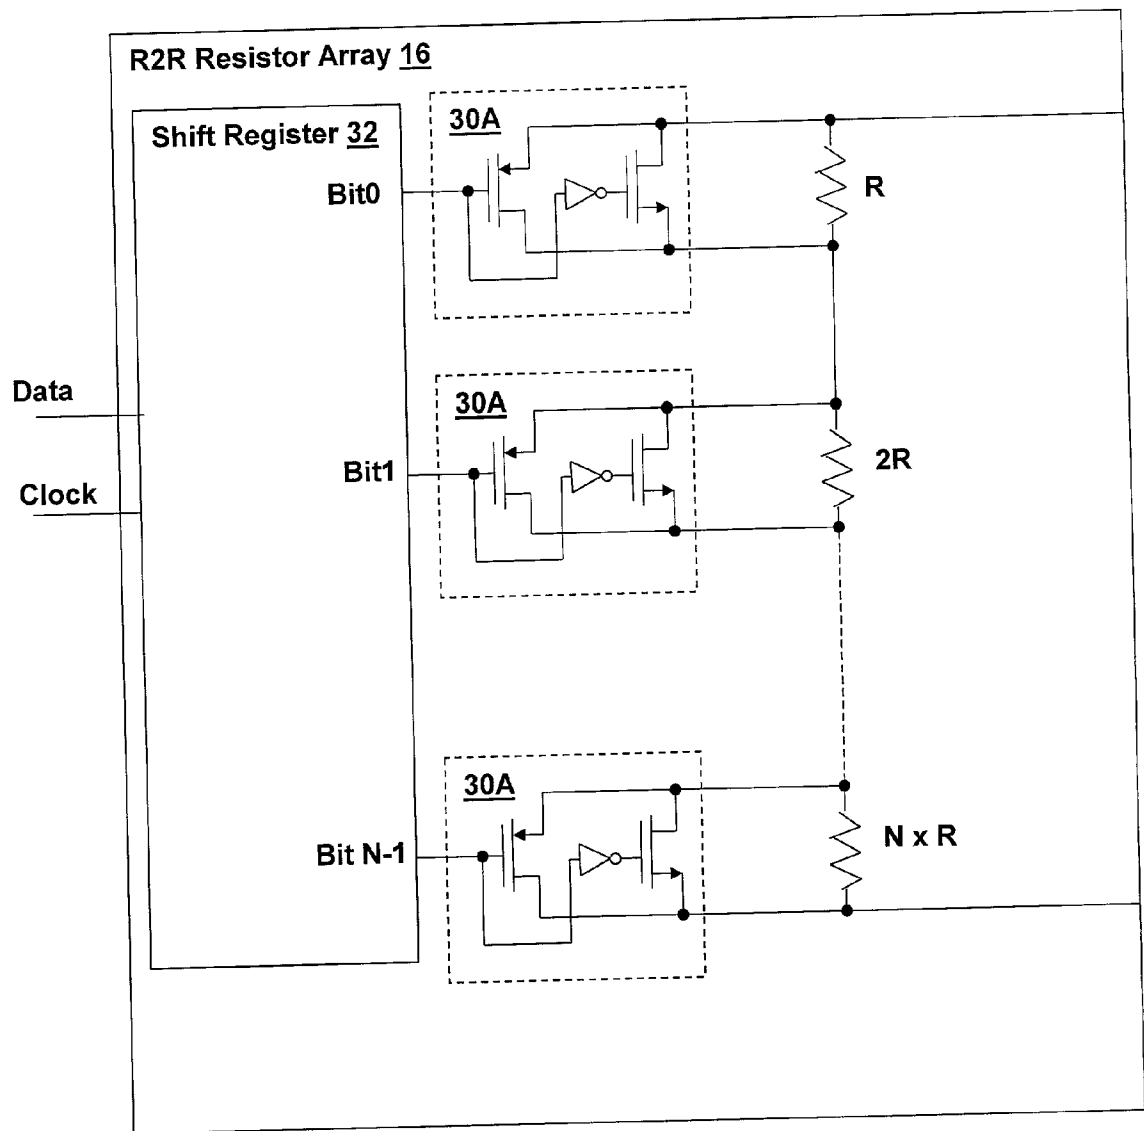 R2R Resistor Array 16
Shift Register 32
30A
Bit0
R
Data
30A
Bit1
2R
Clock
30A
Bit N-1
N x R